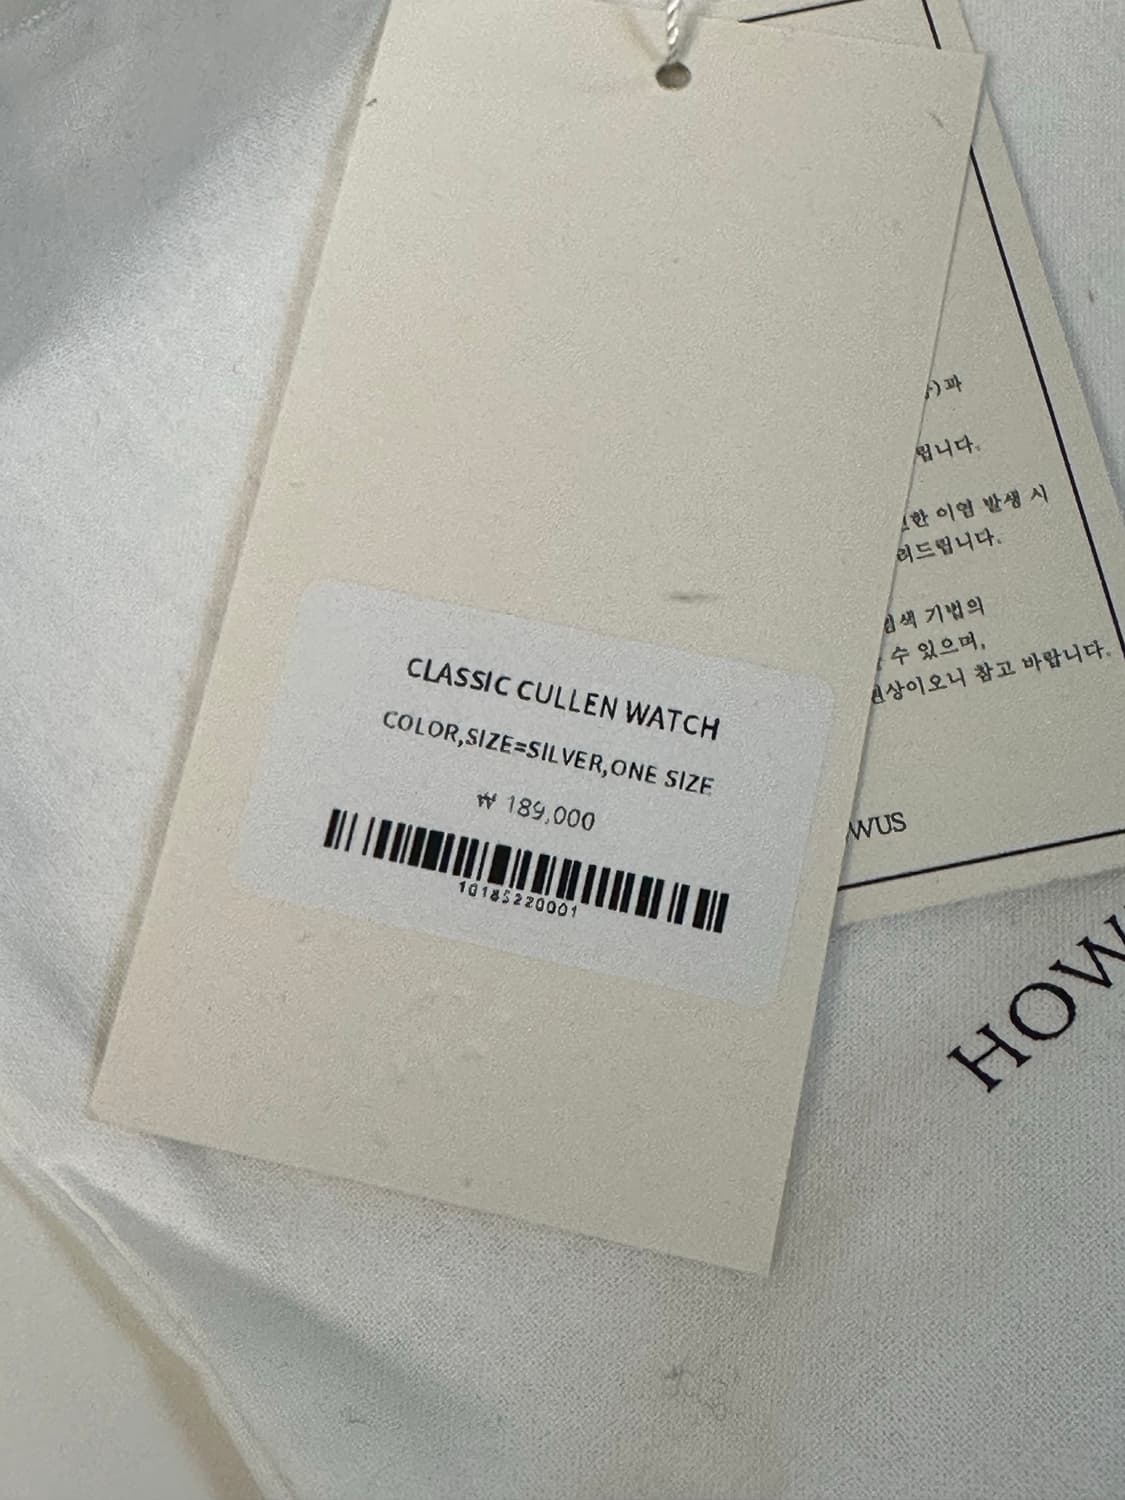 CLASSIC CULLEN WATCH
COLOR,SIZE=SILVER,ONE SIZE
₩ 189,000
10185220001
)과
립니다.
한 이염 발생 시
려드립니다.
염색 기법의
수 있으며,
현상이오니 참고 바랍니다.
WUS
HOW